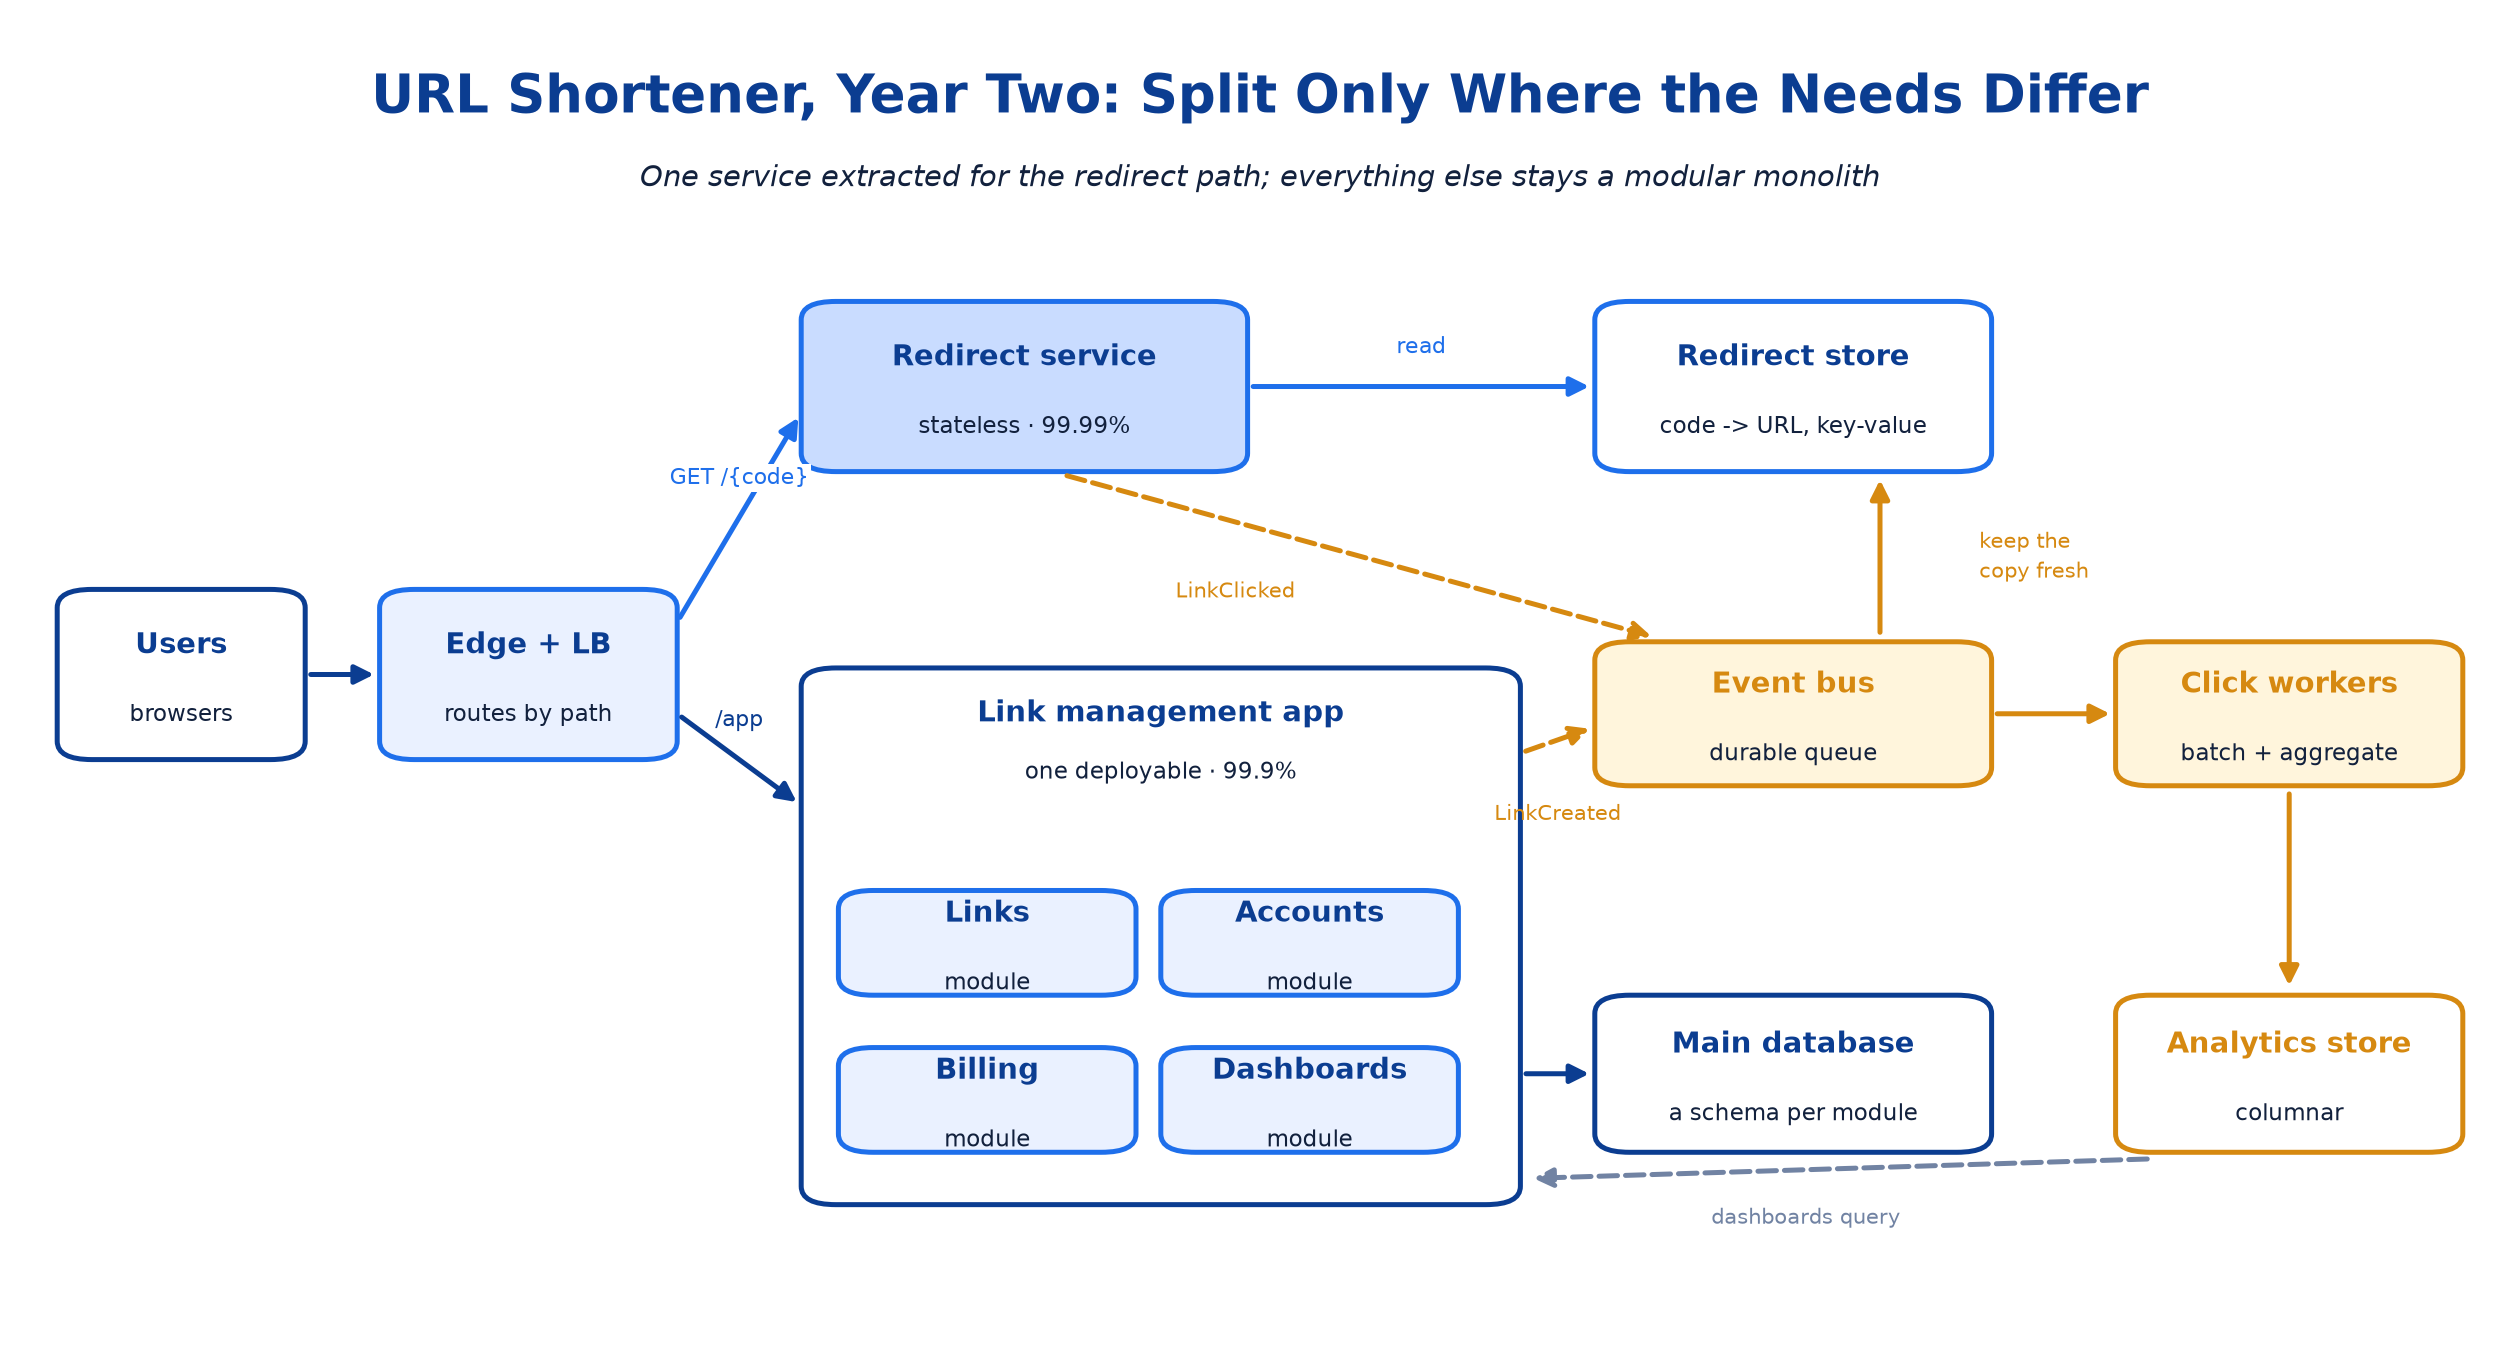 URL Shortener, Year Two: Split Only Where the Needs Differ
One service extracted for the redirect path; everything else stays a modular monolith
Redirect service
stateless · 99.99%
read
Redirect store
code -> URL, key-value
GET /{code}
keep the
copy fresh
LinkClicked
Users
browsers
Edge + LB
routes by path
/app
Link management app
one deployable · 99.9%
Event bus
durable queue
Click workers
batch + aggregate
LinkCreated
Links
module
Accounts
module
Billing
module
Dashboards
module
Main database
a schema per module
Analytics store
columnar
dashboards query